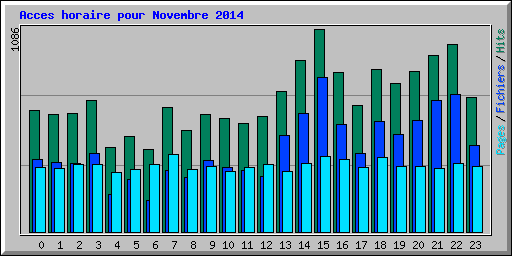 Acces horaire pour Novembre 2014
1086
Pages / Fichiers / Hits
0 1 2 3 4 5 6 7 8 9 10 11 12 13 14 15 16 17 18 19 20 21 22 23